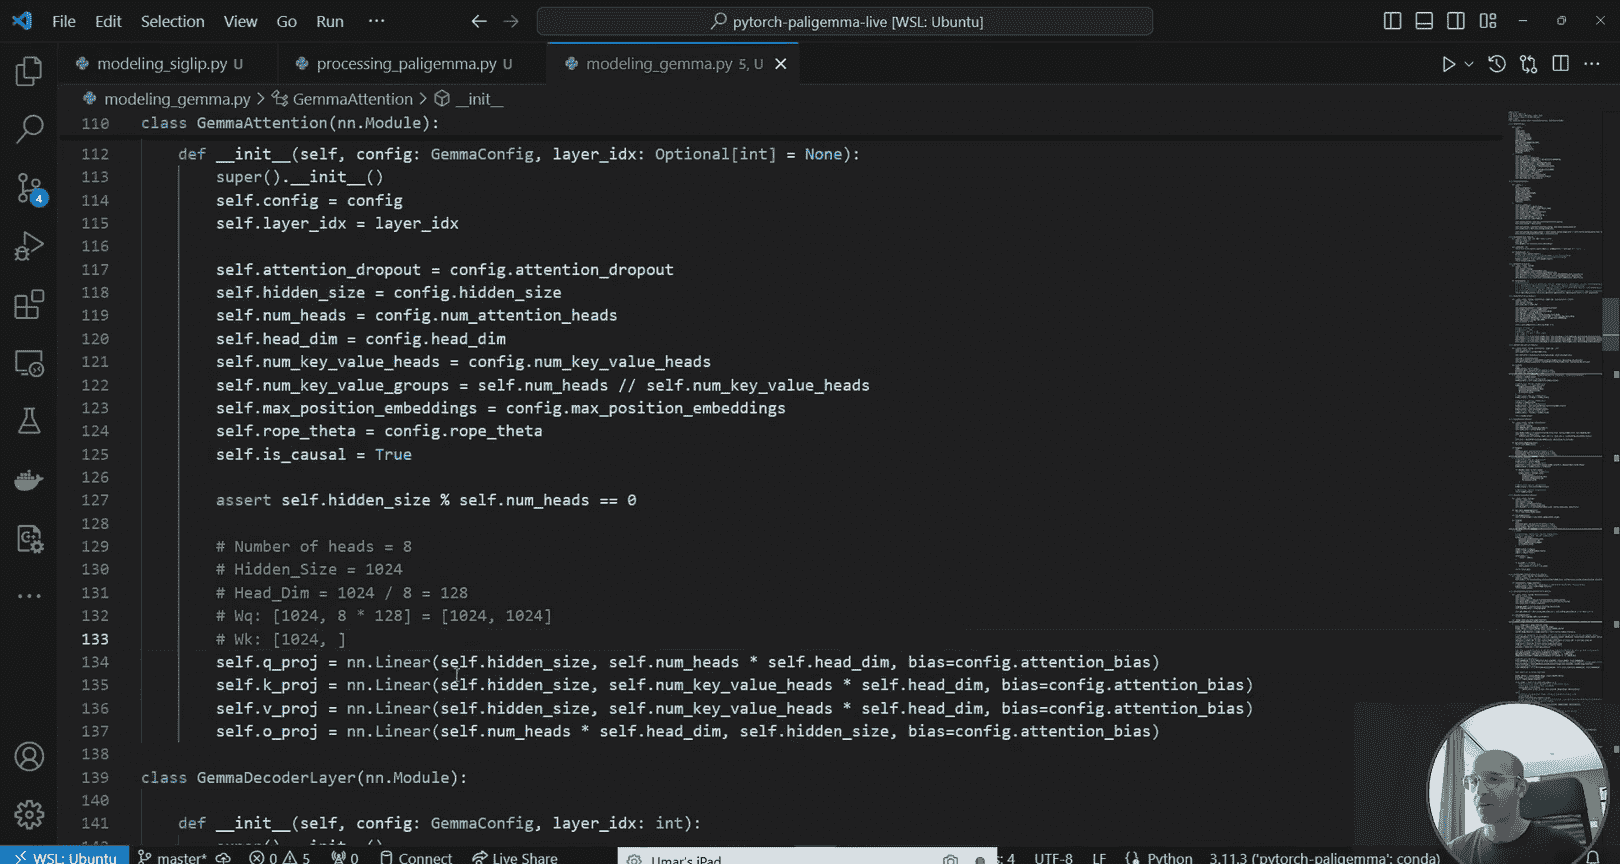 File Edit Selection View Go Run ··· pytorch-paligemma-live [WSL: Ubuntu]
modeling_siglip.py U processing_paligemma.py U modeling_gemma.py 5, U
modeling_gemma.py > GemmaAttention > __init__
110 class GemmaAttention(nn.Module):
112 def __init__(self, config: GemmaConfig, layer_idx: Optional[int] = None):
113 super().__init__()
114 self.config = config
115 self.layer_idx = layer_idx
116
117 self.attention_dropout = config.attention_dropout
118 self.hidden_size = config.hidden_size
119 self.num_heads = config.num_attention_heads
120 self.head_dim = config.head_dim
121 self.num_key_value_heads = config.num_key_value_heads
122 self.num_key_value_groups = self.num_heads // self.num_key_value_heads
123 self.max_position_embeddings = config.max_position_embeddings
124 self.rope_theta = config.rope_theta
125 self.is_causal = True
126
127 assert self.hidden_size % self.num_heads == 0
128
129 # Number of heads = 8
130 # Hidden_Size = 1024
131 # Head_Dim = 1024 / 8 = 128
132 # Wq: [1024, 8 * 128] = [1024, 1024]
133 # Wk: [1024, ]
134 self.q_proj = nn.Linear(self.hidden_size, self.num_heads * self.head_dim, bias=config.attention_bias)
135 self.k_proj = nn.Linear(self.hidden_size, self.num_key_value_heads * self.head_dim, bias=config.attention_bias)
136 self.v_proj = nn.Linear(self.hidden_size, self.num_key_value_heads * self.head_dim, bias=config.attention_bias)
137 self.o_proj = nn.Linear(self.num_heads * self.head_dim, self.hidden_size, bias=config.attention_bias)
138
139 class GemmaDecoderLayer(nn.Module):
140
141 def __init__(self, config: GemmaConfig, layer_idx: int):
4
WSL: Ubuntu master* 0 5 0 Connect Live Share Umar's iPad s: 4 UTF-8 LF Python 3.11.3 ('pytorch-paligemma': conda)